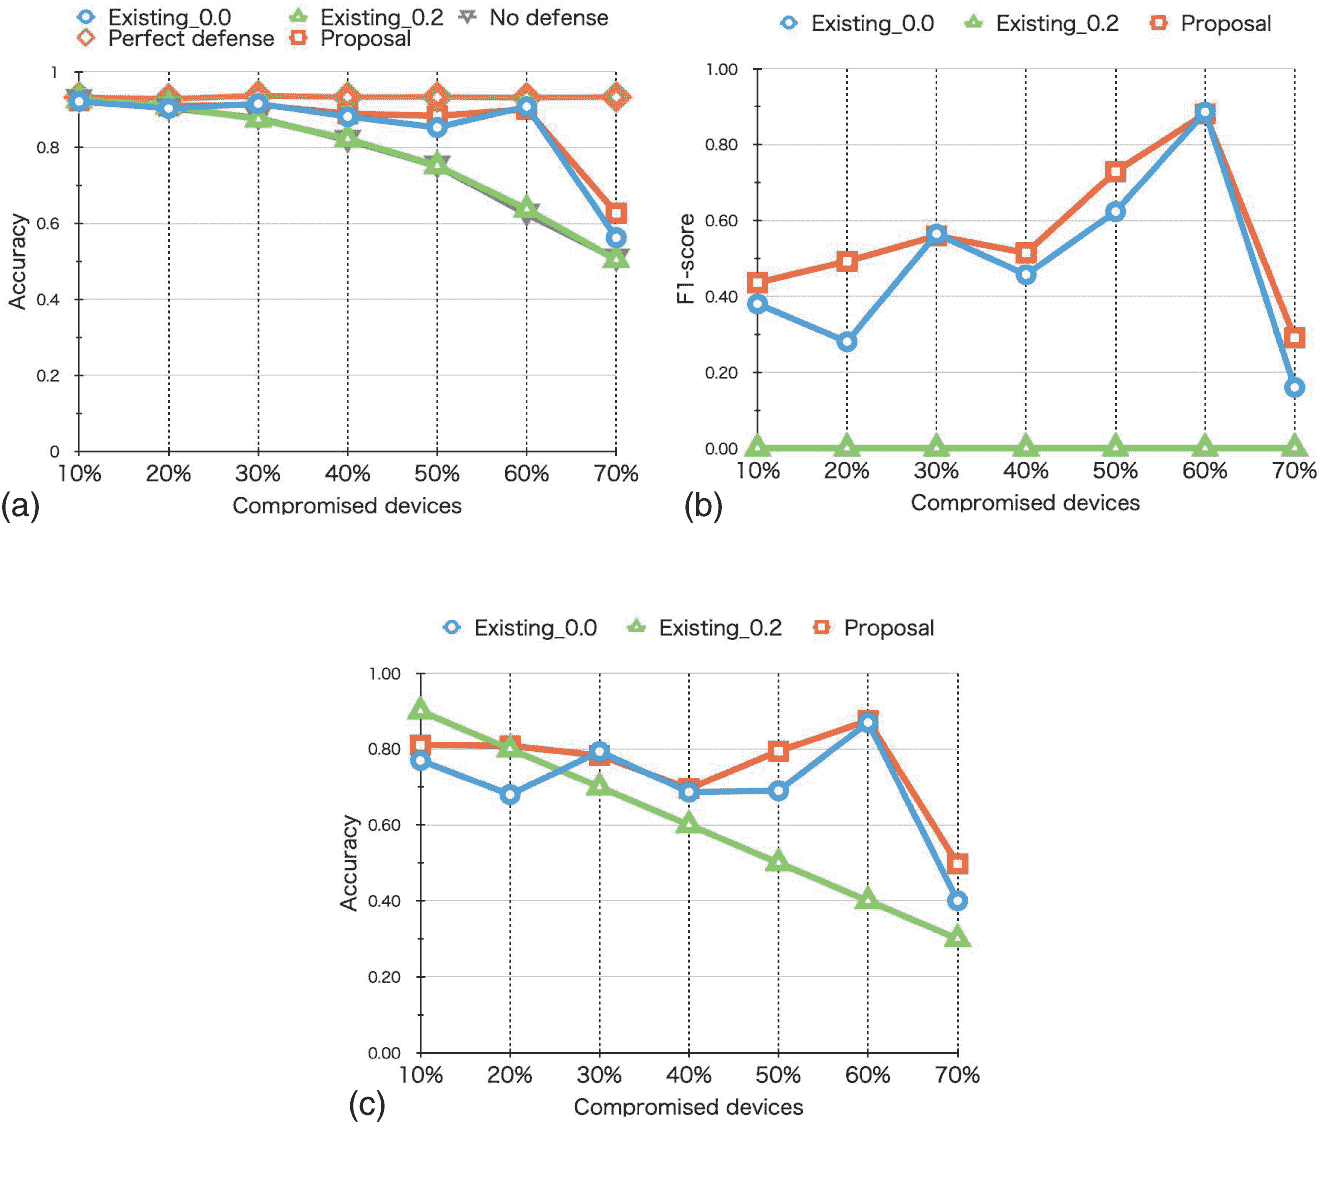 Existing_0.0 Existing_0.2 No defense
Perfect defense Proposal
1
0.8
0.6
0.4
0.2
0
Accuracy
10% 20% 30% 40% 50% 60% 70%
Compromised devices
(a)
Existing_0.0 Existing_0.2 Proposal
1.00
0.80
0.60
0.40
0.20
0.00
F1-score
10% 20% 30% 40% 50% 60% 70%
Compromised devices
(b)
Existing_0.0 Existing_0.2 Proposal
1.00
0.80
0.60
0.40
0.20
0.00
Accuracy
10% 20% 30% 40% 50% 60% 70%
Compromised devices
(c)